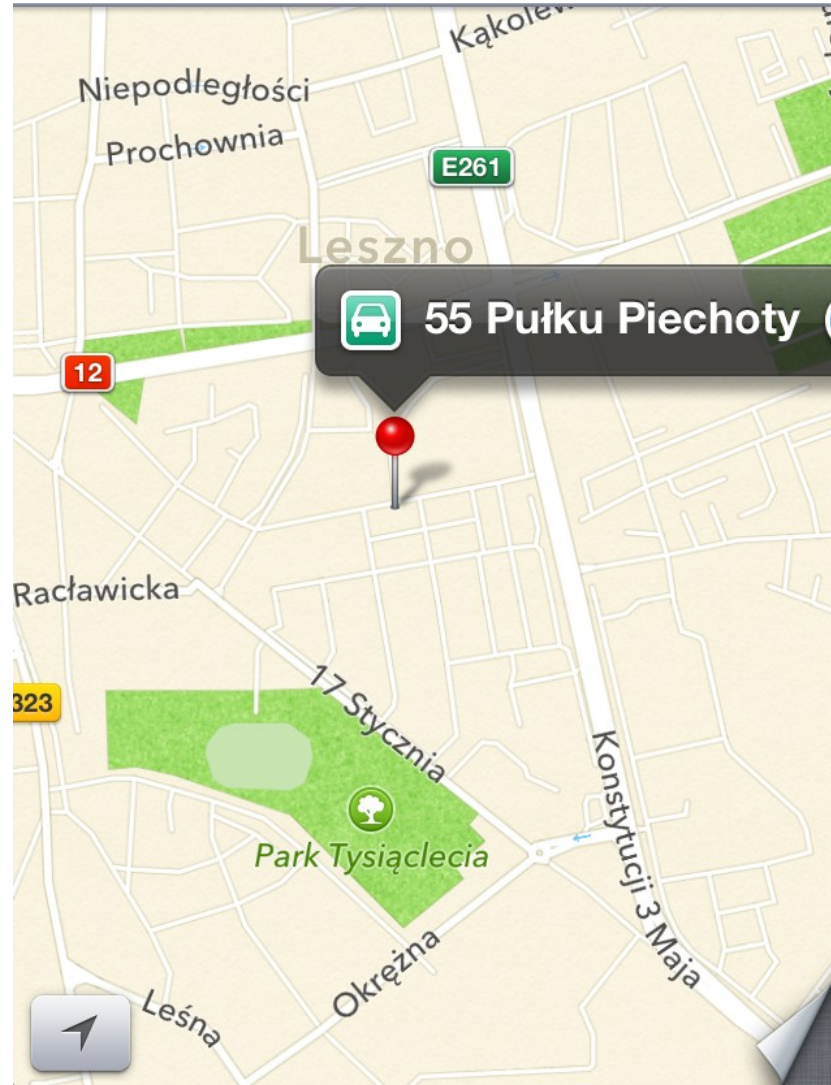 Niepodległości
Prochownia
E261
Leszno
55 Pułku Piechoty
12
Racławicka
323
17 Stycznia
Konstytucji 3 Maja
Park Tysiąclecia
Okrężna
Leśna